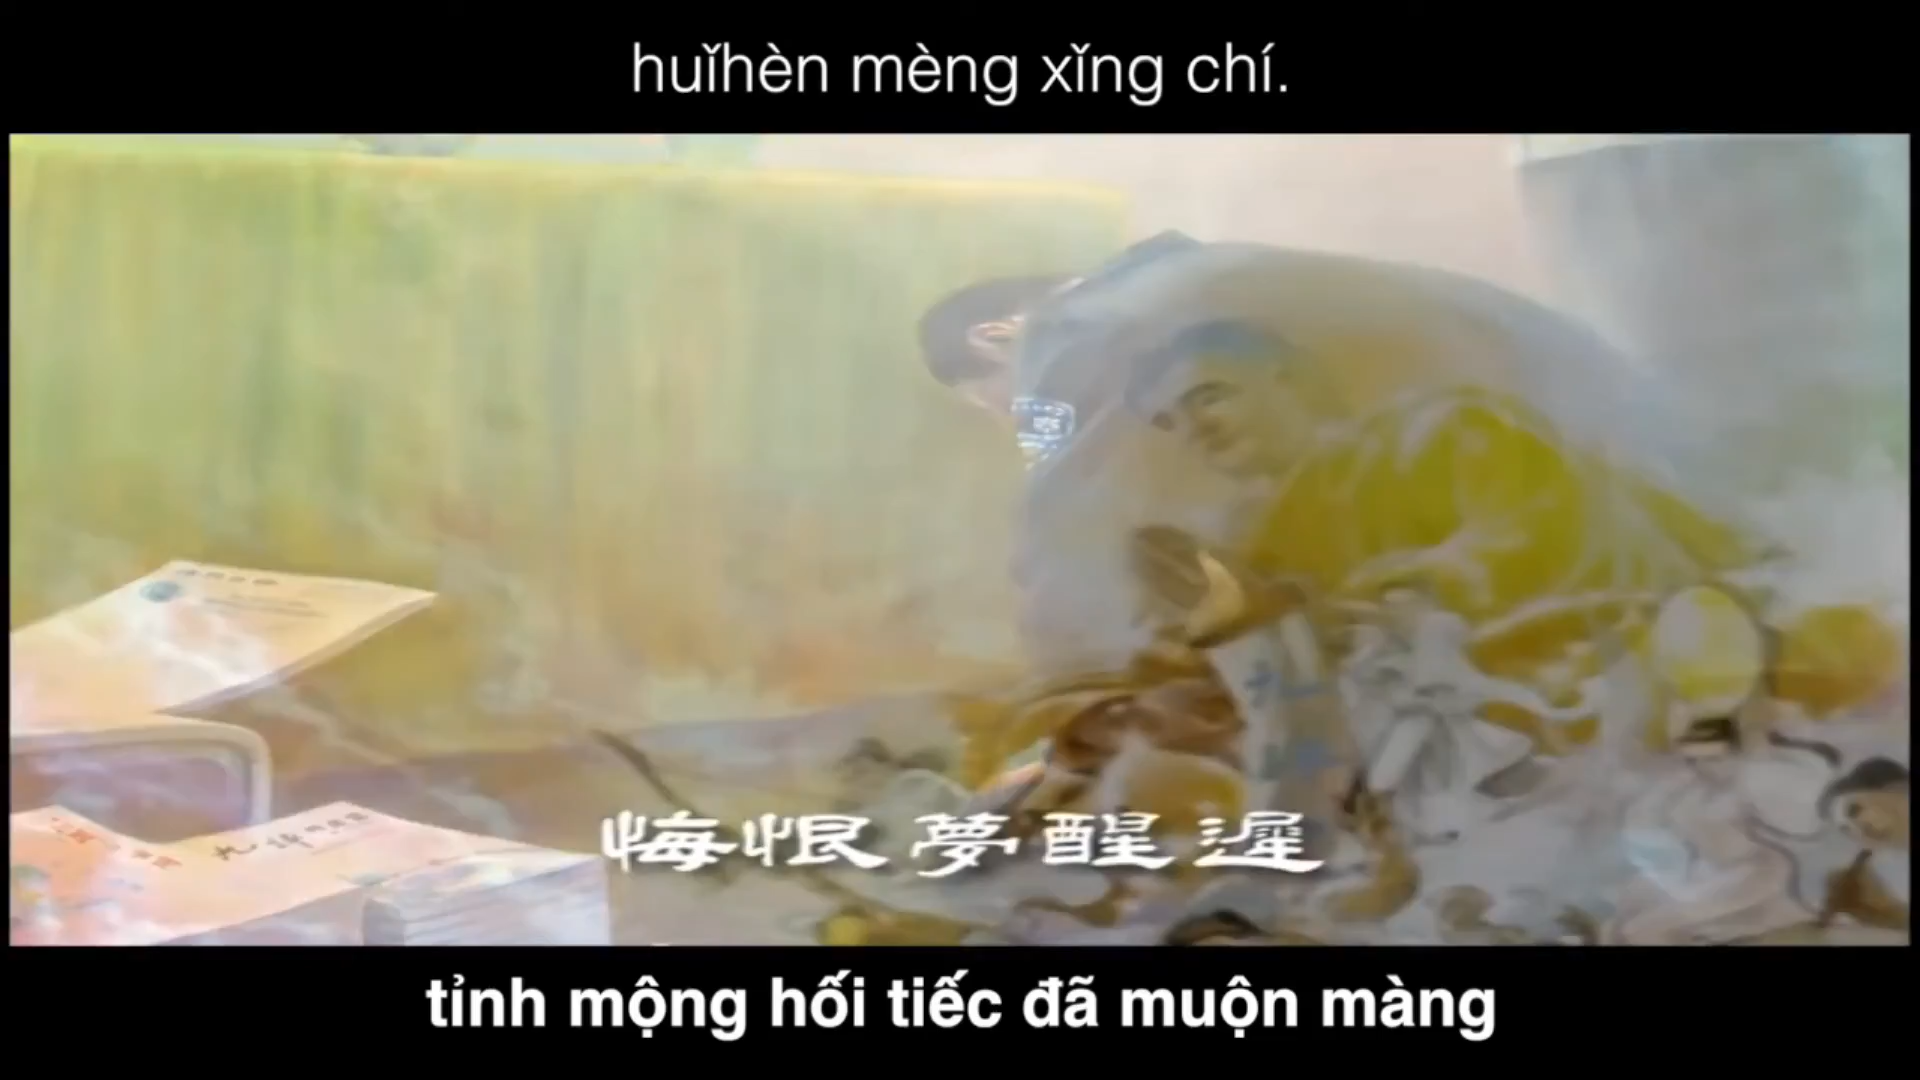 huǐhèn mèng xǐng chí.
悔恨夢醒遲
tỉnh mộng hối tiếc đã muộn màng